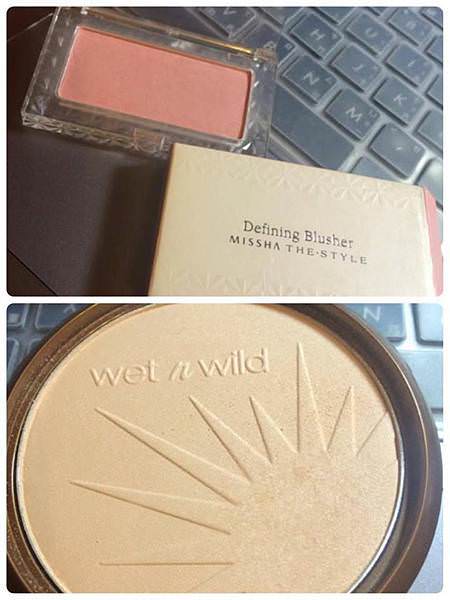 Defining Blusher
MISSHA THE·STYLE
wet n wild